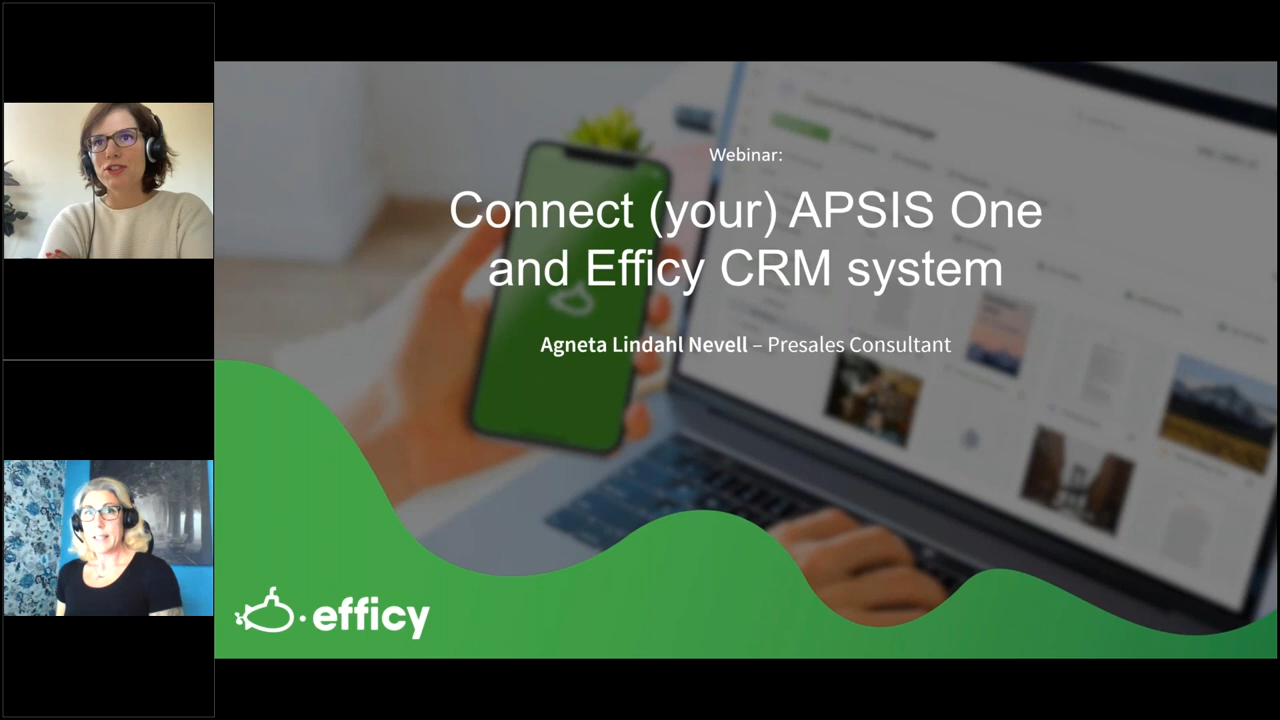 Webinar:
Connect (your) APSIS One
and Efficy CRM system
Agneta Lindahl Nevell – Presales Consultant
efficy